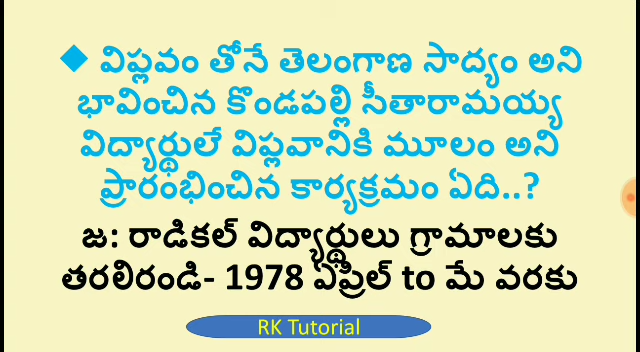 ◆ విప్లవం తోనే తెలంగాణ సాద్యం అని
భావించిన కొండపల్లి సీతారామయ్య
విద్యార్థులే విప్లవానికి మూలం అని
ప్రారంభించిన కార్యక్రమం ఏది..?
జ: రాడికల్ విద్యార్థులు గ్రామాలకు
తరలిరండి- 1978 ఏప్రిల్ to మే వరకు
RK Tutorial